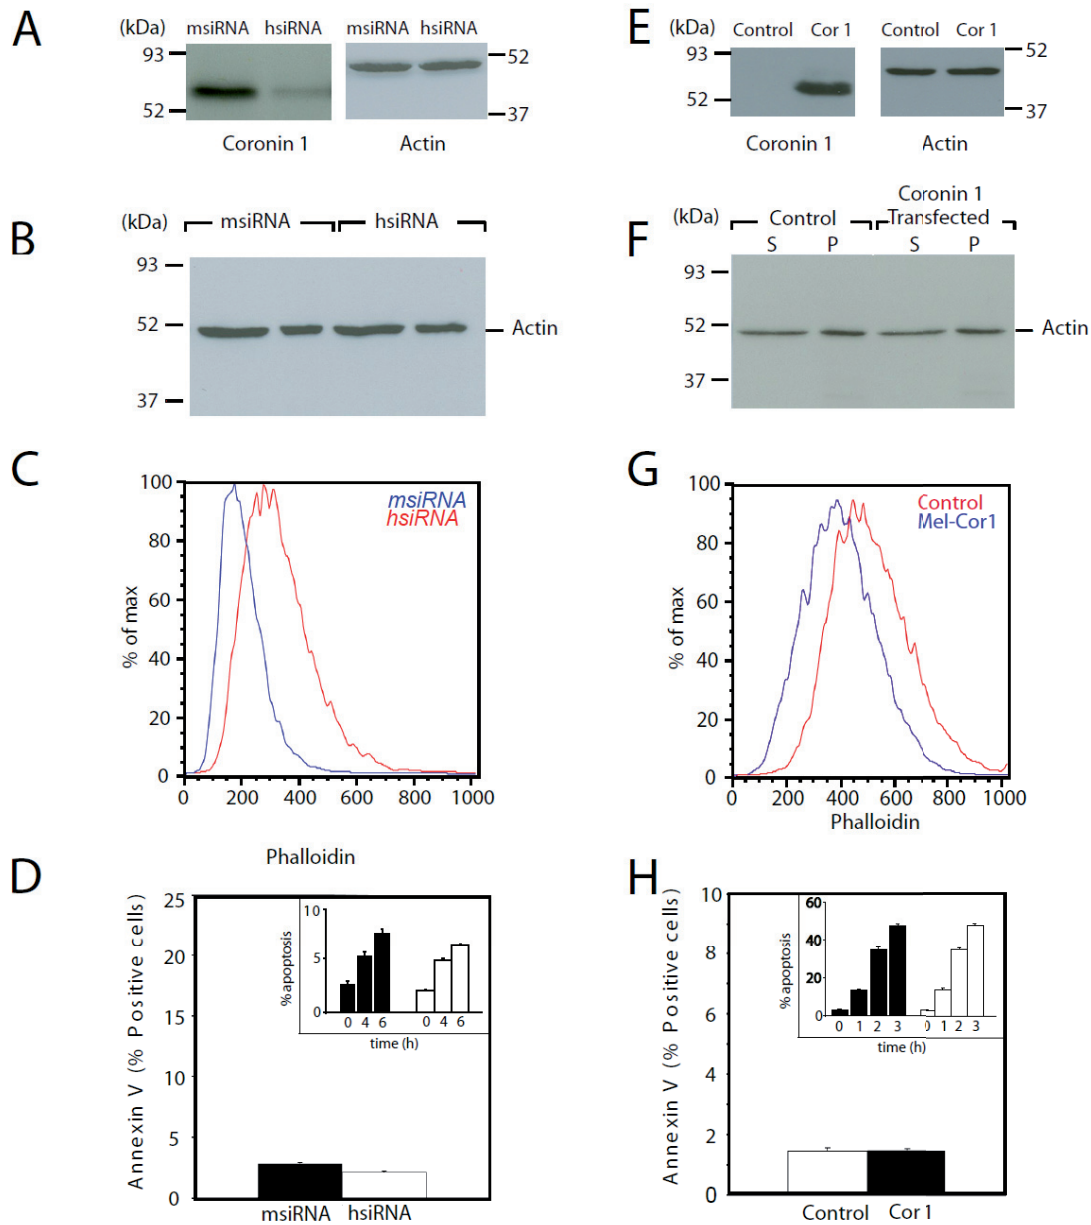 A
(kDa)
msiRNA hsiRNA
msiRNA hsiRNA
93
52
52
37
Coronin 1
Actin
E
(kDa)
Control Cor 1
Control Cor 1
93
52
52
37
Coronin 1
Actin
B
(kDa)
msiRNA
hsiRNA
93
52
37
Actin
F
(kDa)
Control
Coronin 1
Transfected
S P S P
93
52
37
Actin
C
% of max
100
80
60
40
20
0
msiRNA
hsiRNA
0 200 400 600 800 1000
Phalloidin
G
% of max
100
80
60
40
20
0
Control
Mel-Cor1
0 200 400 600 800 1000
Phalloidin
D
Annexin V (% Positive cells)
25
20
15
10
5
0
% apoptosis
10
5
0
0 4 6 0 4 6
time (h)
msiRNA hsiRNA
H
Annexin V (% Positive cells)
10
8
6
4
2
0
% apoptosis
60
40
20
0
0 1 2 3 0 1 2 3
time (h)
Control Cor 1